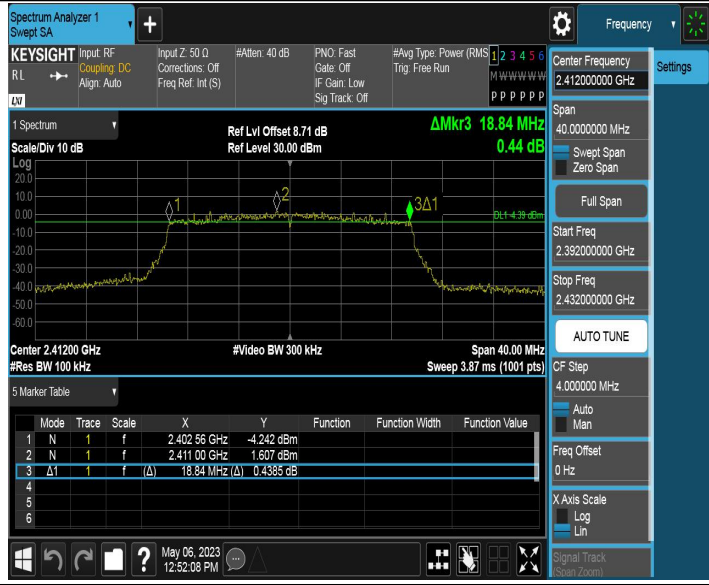 Spectrum Analyzer 1
Swept SA
+
Frequency
KEYSIGHT
RL
LXI
Input: RF
Coupling: DC
Align: Auto
Input Z: 50 Ω
Corrections: Off
Freq Ref: Int (S)
#Atten: 40 dB
PNO: Fast
Gate: Off
IF Gain: Low
Sig Track: Off
#Avg Type: Power (RMS
Trig: Free Run
1 2 3 4 5 6
M W W W W W
P P P P P P
1 Spectrum
Scale/Div 10 dB
Ref Lvl Offset 8.71 dB
Ref Level 30.00 dBm
ΔMkr3 18.84 MHz
0.44 dB
Log
20.0
10.0
0.00
-10.0
-20.0
-30.0
-40.0
-50.0
-60.0
1
2
3Δ1
DL1 -4.39 dBm
Center 2.41200 GHz
#Res BW 100 kHz
#Video BW 300 kHz
Span 40.00 MHz
Sweep 3.87 ms (1001 pts)
5 Marker Table
Mode Trace Scale X Y Function Function Width Function Value
1 N 1 f 2.402 56 GHz -4.242 dBm
2 N 1 f 2.411 00 GHz 1.607 dBm
3 Δ1 1 f (Δ) 18.84 MHz (Δ) 0.4385 dB
4
5
6
?
May 06, 2023
12:52:08 PM
Center Frequency
2.412000000 GHz
Span
40.0000000 MHz
Swept Span
Zero Span
Full Span
Start Freq
2.392000000 GHz
Stop Freq
2.432000000 GHz
AUTO TUNE
CF Step
4.000000 MHz
Auto
Man
Freq Offset
0 Hz
X Axis Scale
Log
Lin
Signal Track
(Span Zoom)
Settings